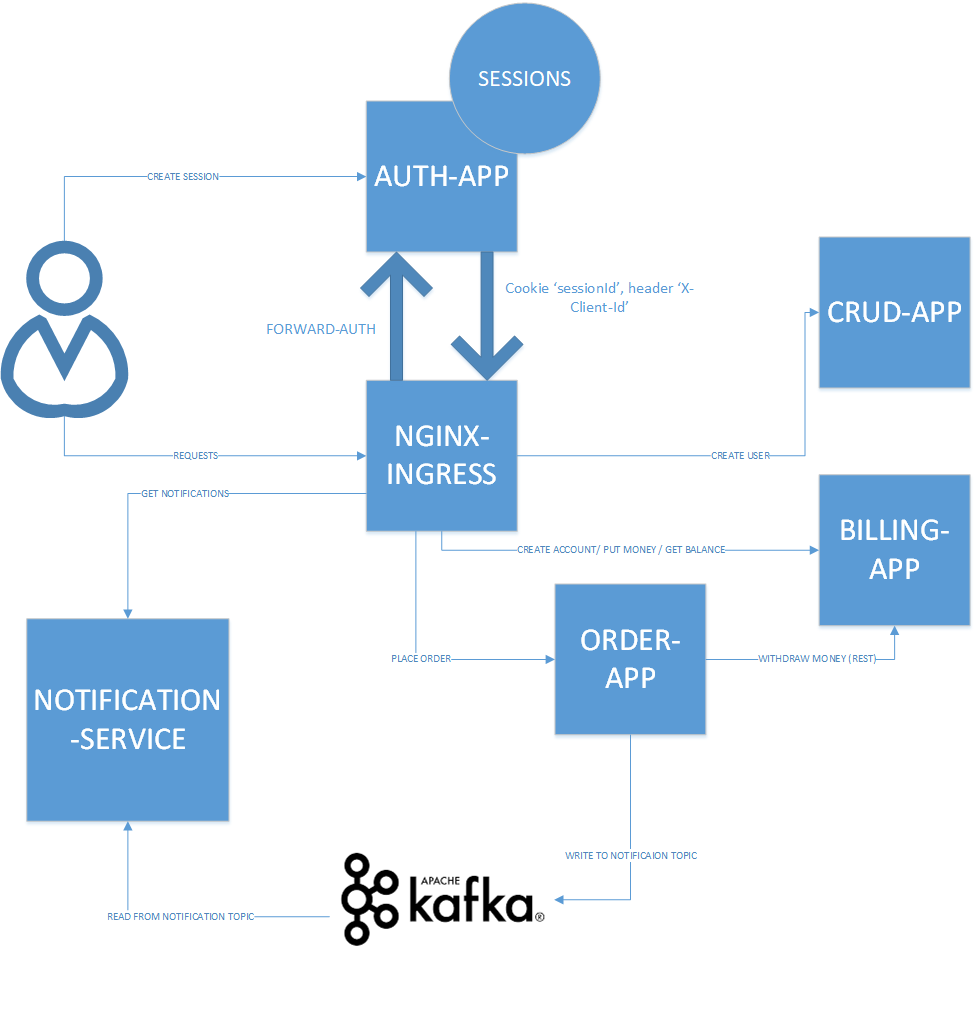 SESSIONS
AUTH-APP
CREATE SESSION
Cookie ‘sessionId’, header ‘X-
Client-Id’
FORWARD-AUTH
CRUD-APP
NGINX-
INGRESS
REQUESTS
CREATE USER
GET NOTIFICATIONS
BILLING-
APP
CREATE ACCOUNT/ PUT MONEY / GET BALANCE
ORDER-
APP
PLACE ORDER
WITHDRAW MONEY (REST)
NOTIFICATION
-SERVICE
WRITE TO NOTIFICAION TOPIC
APACHE
kafka®
READ FROM NOTIFICATION TOPIC